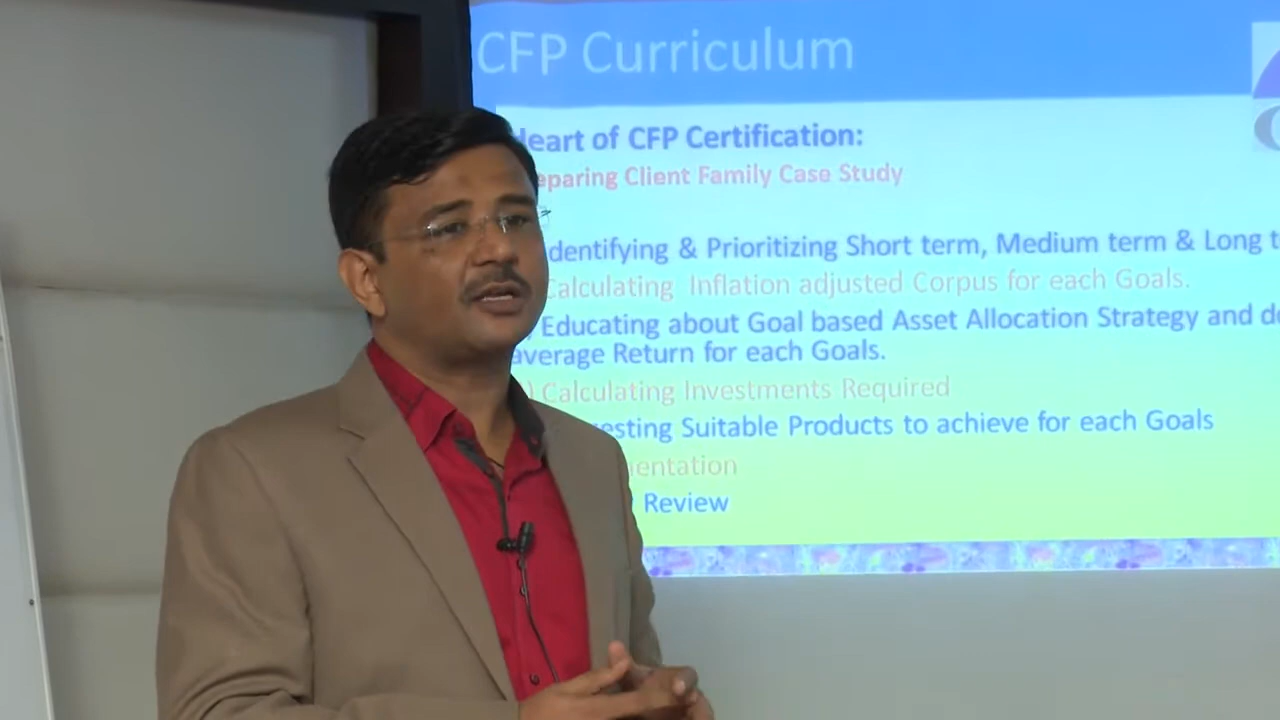 CFP Curriculum
Heart of CFP Certification:
eparing Client Family Case Study
dentifying & Prioritizing Short term, Medium term & Long t
Calculating Inflation adjusted Corpus for each Goals.
Educating about Goal based Asset Allocation Strategy and de
average Return for each Goals.
) Calculating Investments Required
esting Suitable Products to achieve for each Goals
entation
Review